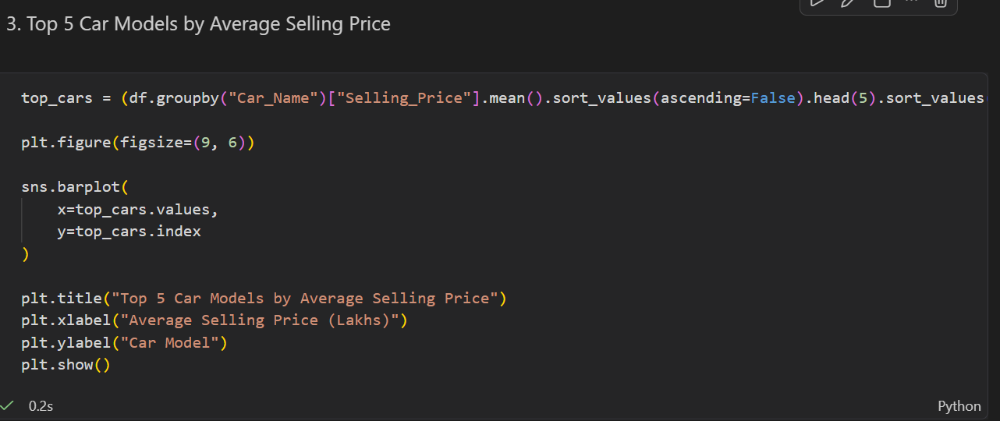 3. Top 5 Car Models by Average Selling Price
top_cars = (df.groupby("Car_Name")["Selling_Price"].mean().sort_values(ascending=False).head(5).sort_values
plt.figure(figsize=(9, 6))
sns.barplot(
    x=top_cars.values,
    y=top_cars.index
)
plt.title("Top 5 Car Models by Average Selling Price")
plt.xlabel("Average Selling Price (Lakhs)")
plt.ylabel("Car Model")
plt.show()
0.2s
Python